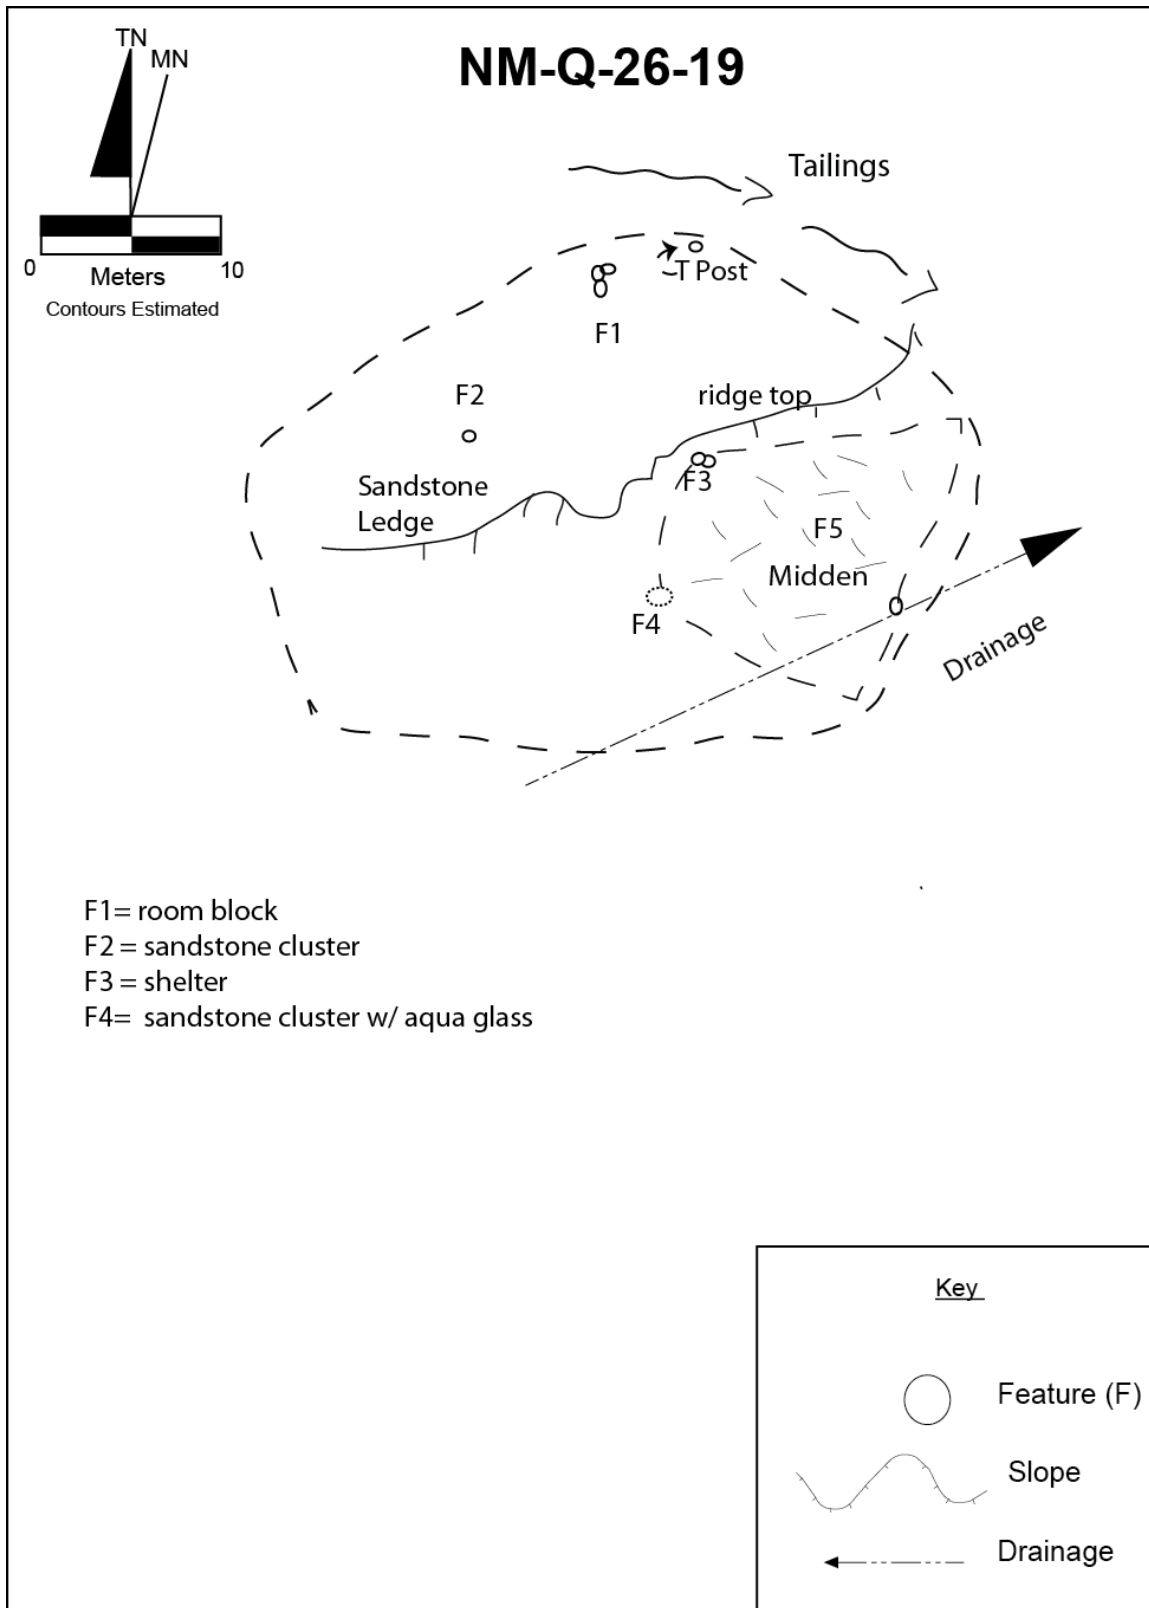 TN
MN
NM-Q-26-19
0
Meters
10
Contours Estimated
Tailings
T Post
F1
F2
ridge top
Sandstone
Ledge
F3
F5
Midden
F4
Drainage
F1= room block
F2 = sandstone cluster
F3 = shelter
F4= sandstone cluster w/ aqua glass
Key
Feature (F)
Slope
Drainage